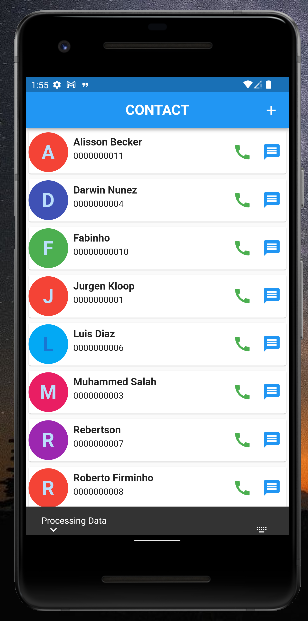 1:55
CONTACT
+
A
Alisson Becker
0000000011
D
Darwin Nunez
0000000004
F
Fabinho
00000000010
J
Jurgen Kloop
0000000001
L
Luis Diaz
0000000006
M
Muhammed Salah
0000000003
R
Rebertson
0000000007
R
Roberto Firminho
0000000008
Processing Data